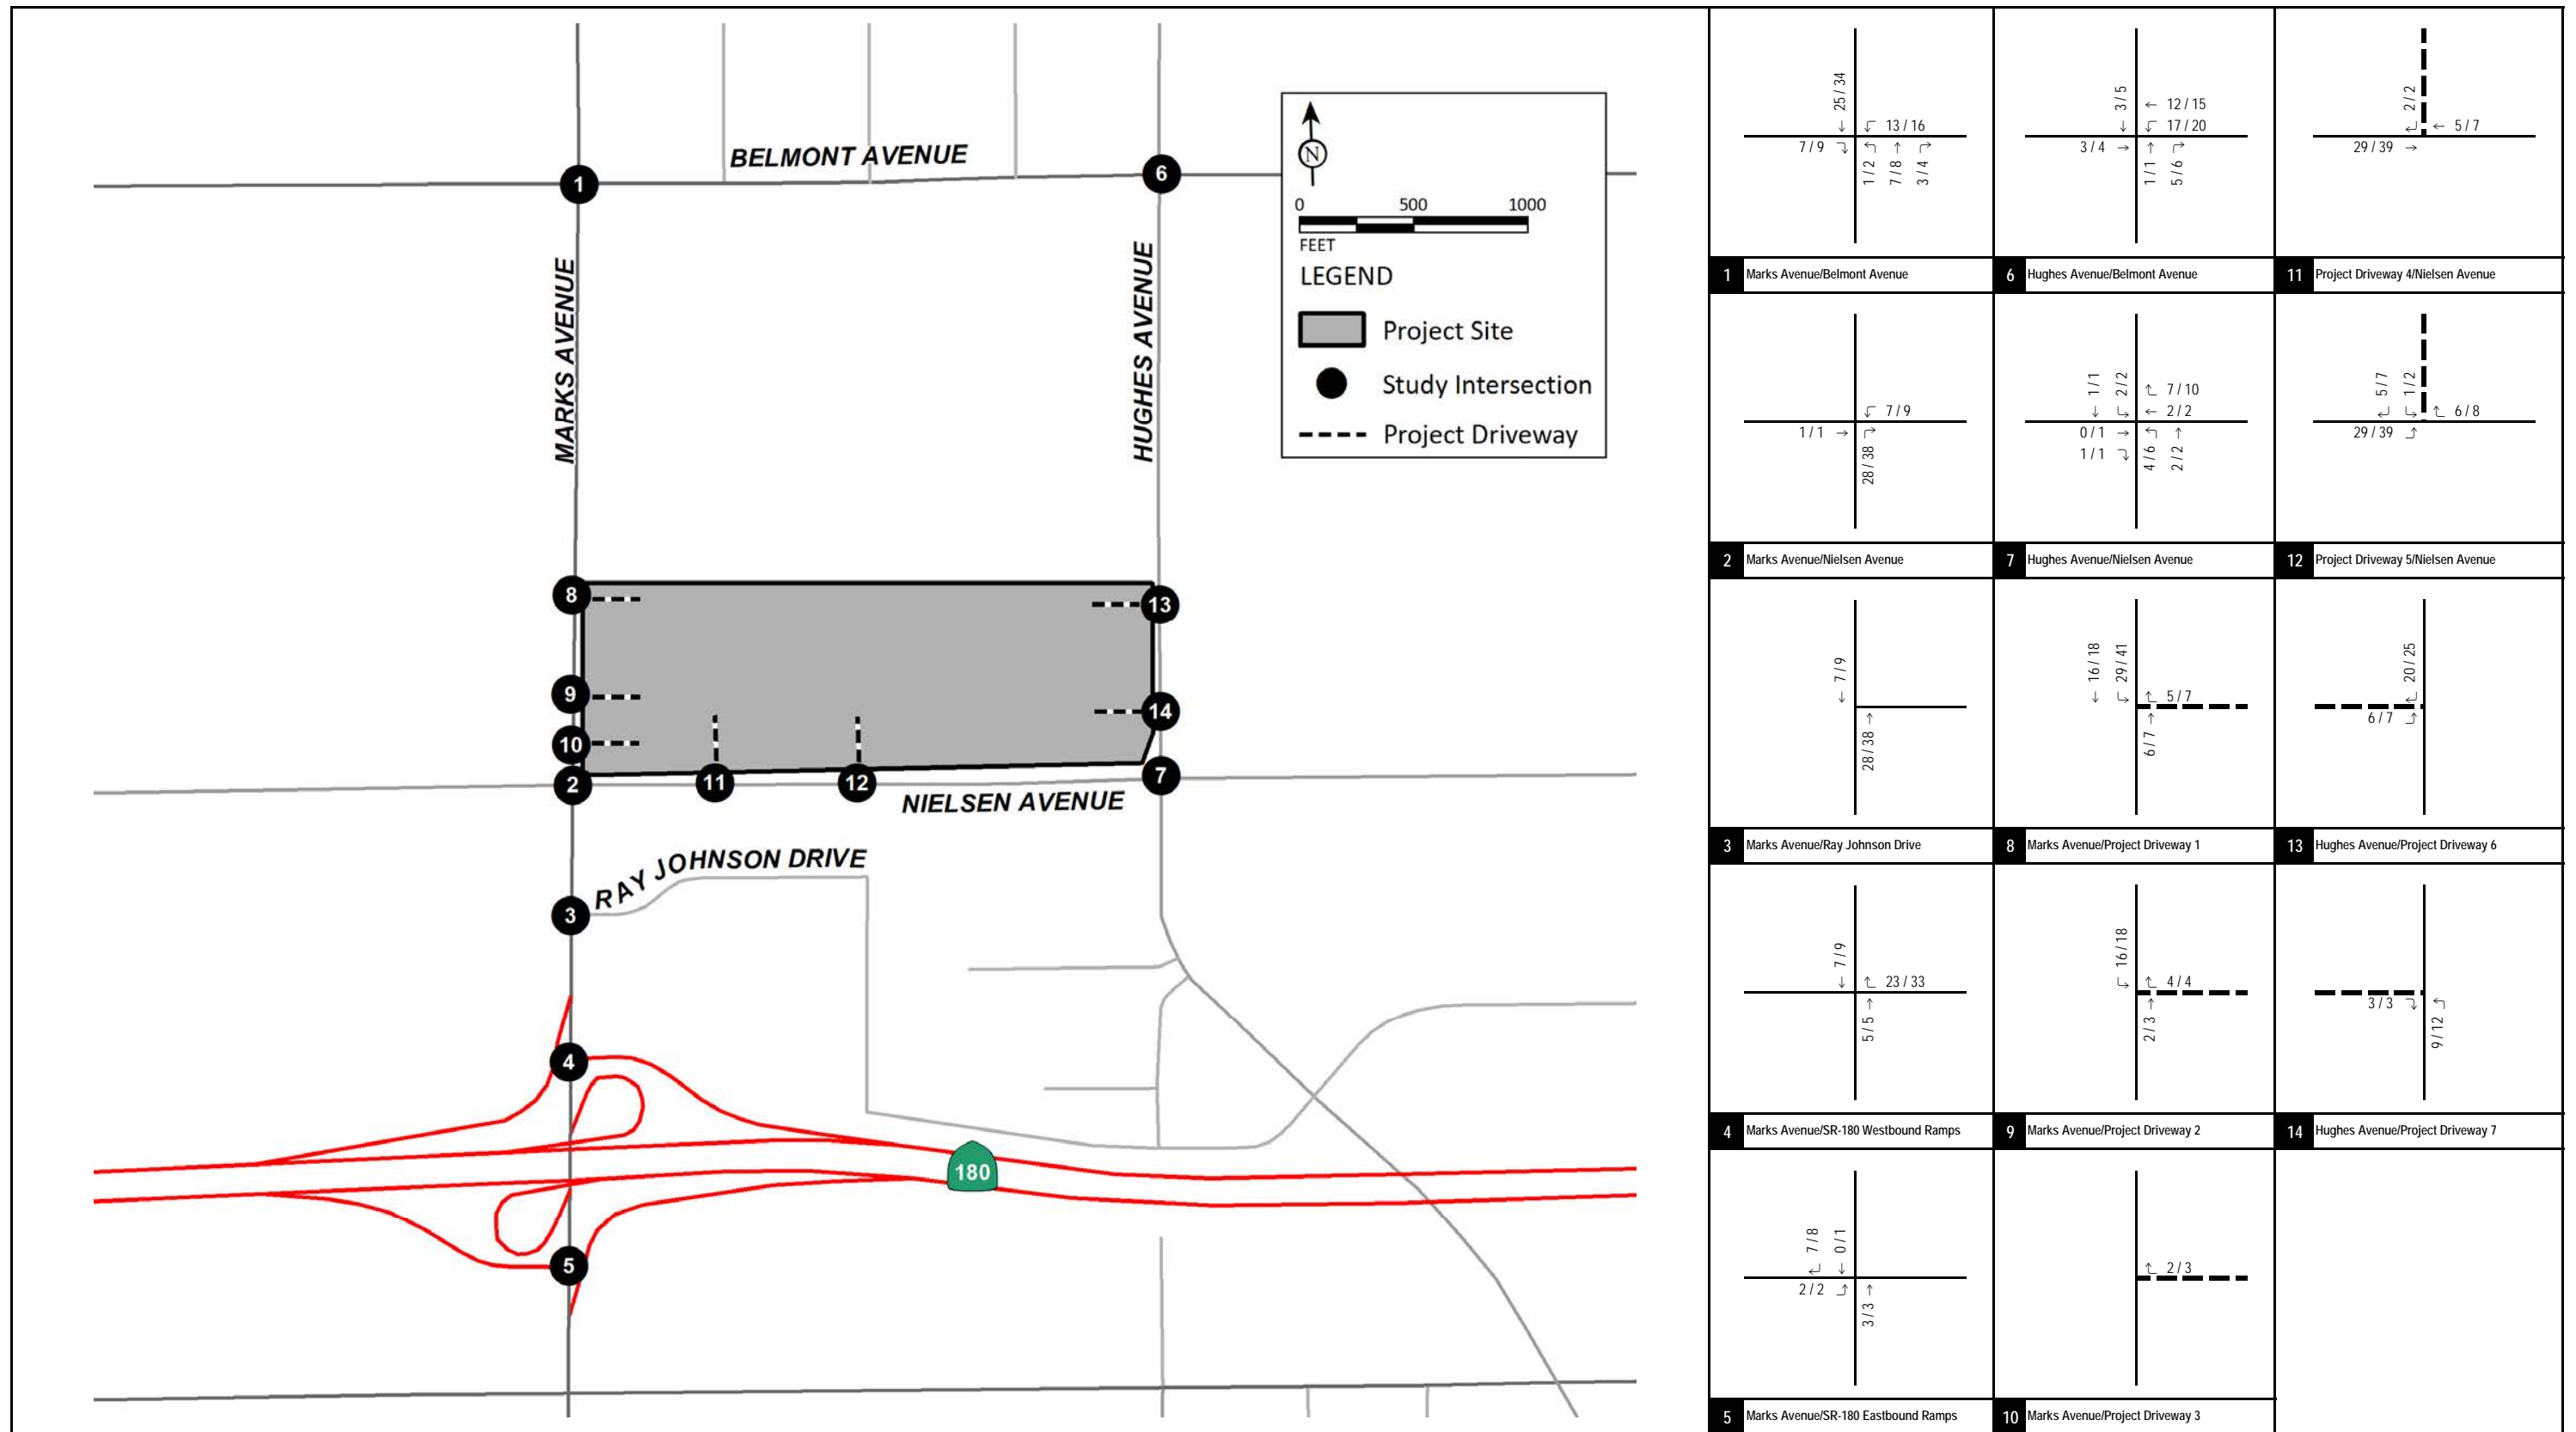 BELMONT AVENUE
MARKS AVENUE
HUGHES AVENUE
NIELSEN AVENUE
RAY JOHNSON DRIVE
1
6
8
13
9
14
10
2
11
12
7
3
4
5
180
N
0 500 1000
FEET
LEGEND
Project Site
Study Intersection
Project Driveway
25 / 34
↓ ↰ 13 / 16
7 / 9 ⤵ ↰ ↑ ↱
1 / 2 7 / 8 3 / 4
1 Marks Avenue/Belmont Avenue
3 / 5
← 12 / 15
↓ ↰ 17 / 20
3 / 4 → ↑ ↱
1 / 1 5 / 6
6 Hughes Avenue/Belmont Avenue
2 / 2
↵ ← 5 / 7
29 / 39 →
11 Project Driveway 4/Nielsen Avenue
7 / 9
1 / 1 → ↱
28 / 38
2 Marks Avenue/Nielsen Avenue
1 / 1 2 / 2
7 / 10
↓ ← 2 / 2
0 / 1 → ↰ ↑
1 / 1
4 / 6 2 / 2
7 Hughes Avenue/Nielsen Avenue
5 / 7 1 / 2
6 / 8
29 / 39
12 Project Driveway 5/Nielsen Avenue
7 / 9
↓
↑
28 / 38
3 Marks Avenue/Ray Johnson Drive
16 / 18 29 / 41
↓ 5 / 7
↑
6 / 7
8 Marks Avenue/Project Driveway 1
20 / 25
↵
6 / 7
13 Hughes Avenue/Project Driveway 6
7 / 9
↓ 23 / 33
↑
5 / 5
4 Marks Avenue/SR-180 Westbound Ramps
16 / 18
4 / 4
↑
2 / 3
9 Marks Avenue/Project Driveway 2
3 / 3 ↰
9 / 12
14 Hughes Avenue/Project Driveway 7
7 / 8 0 / 1
↵ ↓
2 / 2 ↑
3 / 3
5 Marks Avenue/SR-180 Eastbound Ramps
2 / 3
10 Marks Avenue/Project Driveway 3